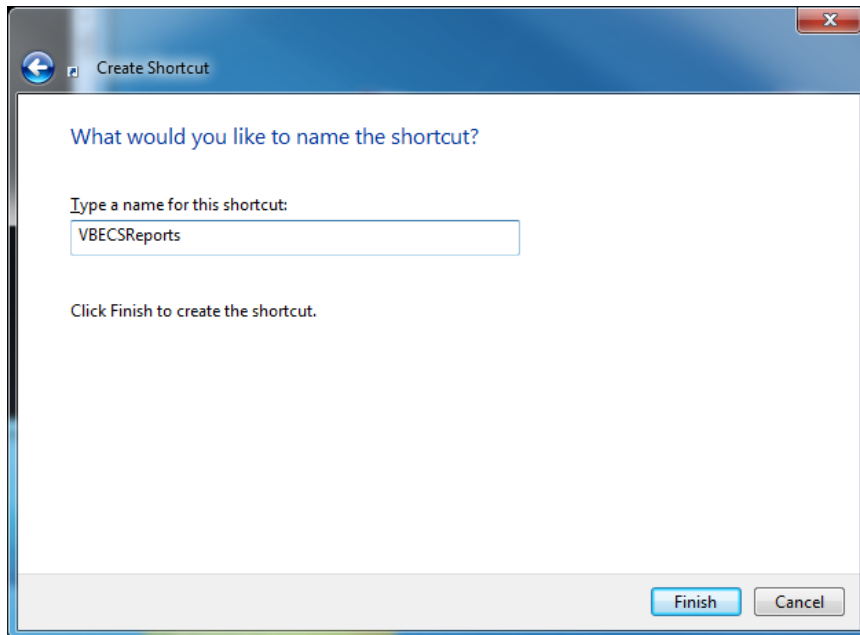 Create Shortcut
What would you like to name the shortcut?
Type a name for this shortcut:
VBECSReports
Click Finish to create the shortcut.
Finish Cancel